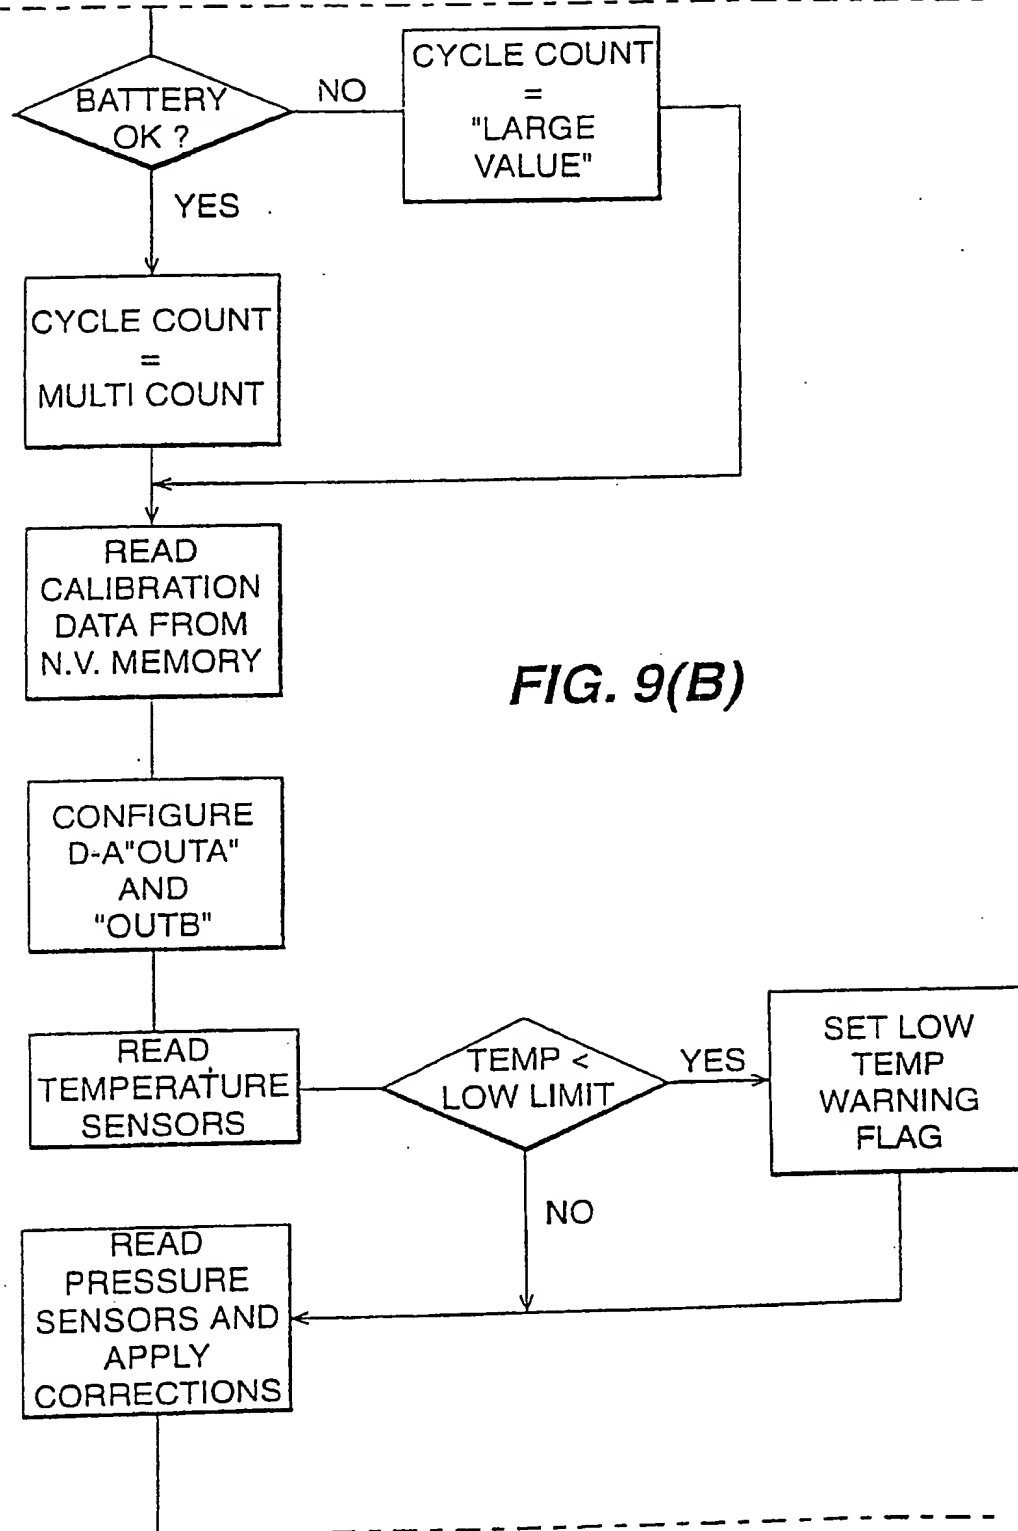 BATTERY
OK ?
NO
CYCLE COUNT
=
"LARGE
VALUE"
YES
CYCLE COUNT
=
MULTI COUNT
READ
CALIBRATION
DATA FROM
N.V. MEMORY
FIG. 9(B)
CONFIGURE
D-A"OUTA"
AND
"OUTB"
READ
TEMPERATURE
SENSORS
TEMP <
LOW LIMIT
YES
SET LOW
TEMP
WARNING
FLAG
NO
READ
PRESSURE
SENSORS AND
APPLY
CORRECTIONS